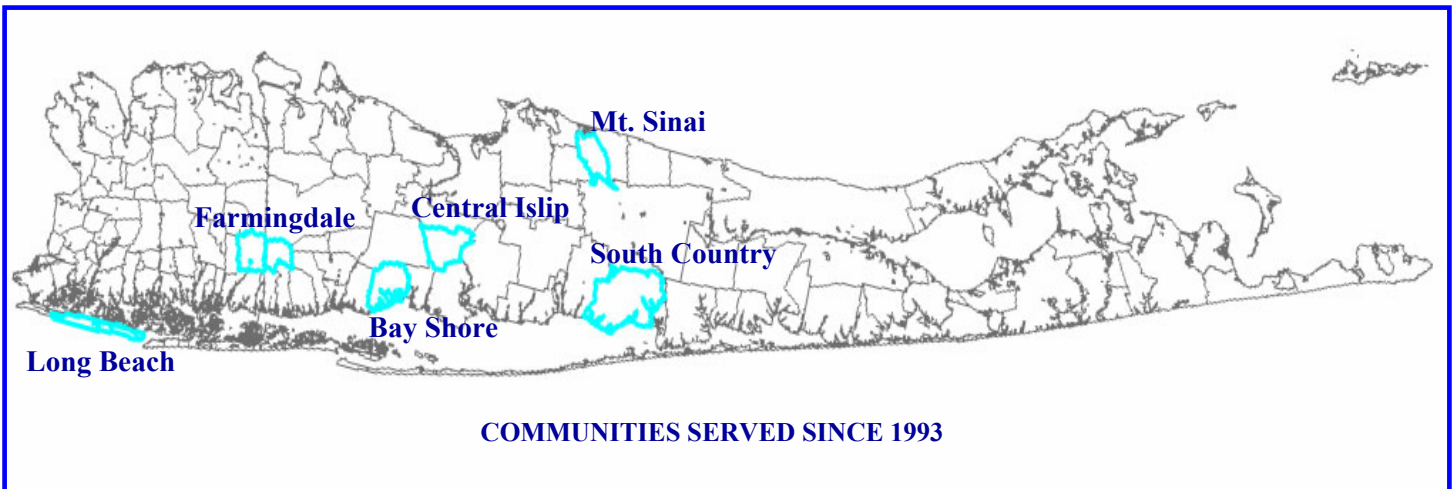 Mt. Sinai
Farmingdale
Central Islip
South Country
Bay Shore
Long Beach
COMMUNITIES SERVED SINCE 1993